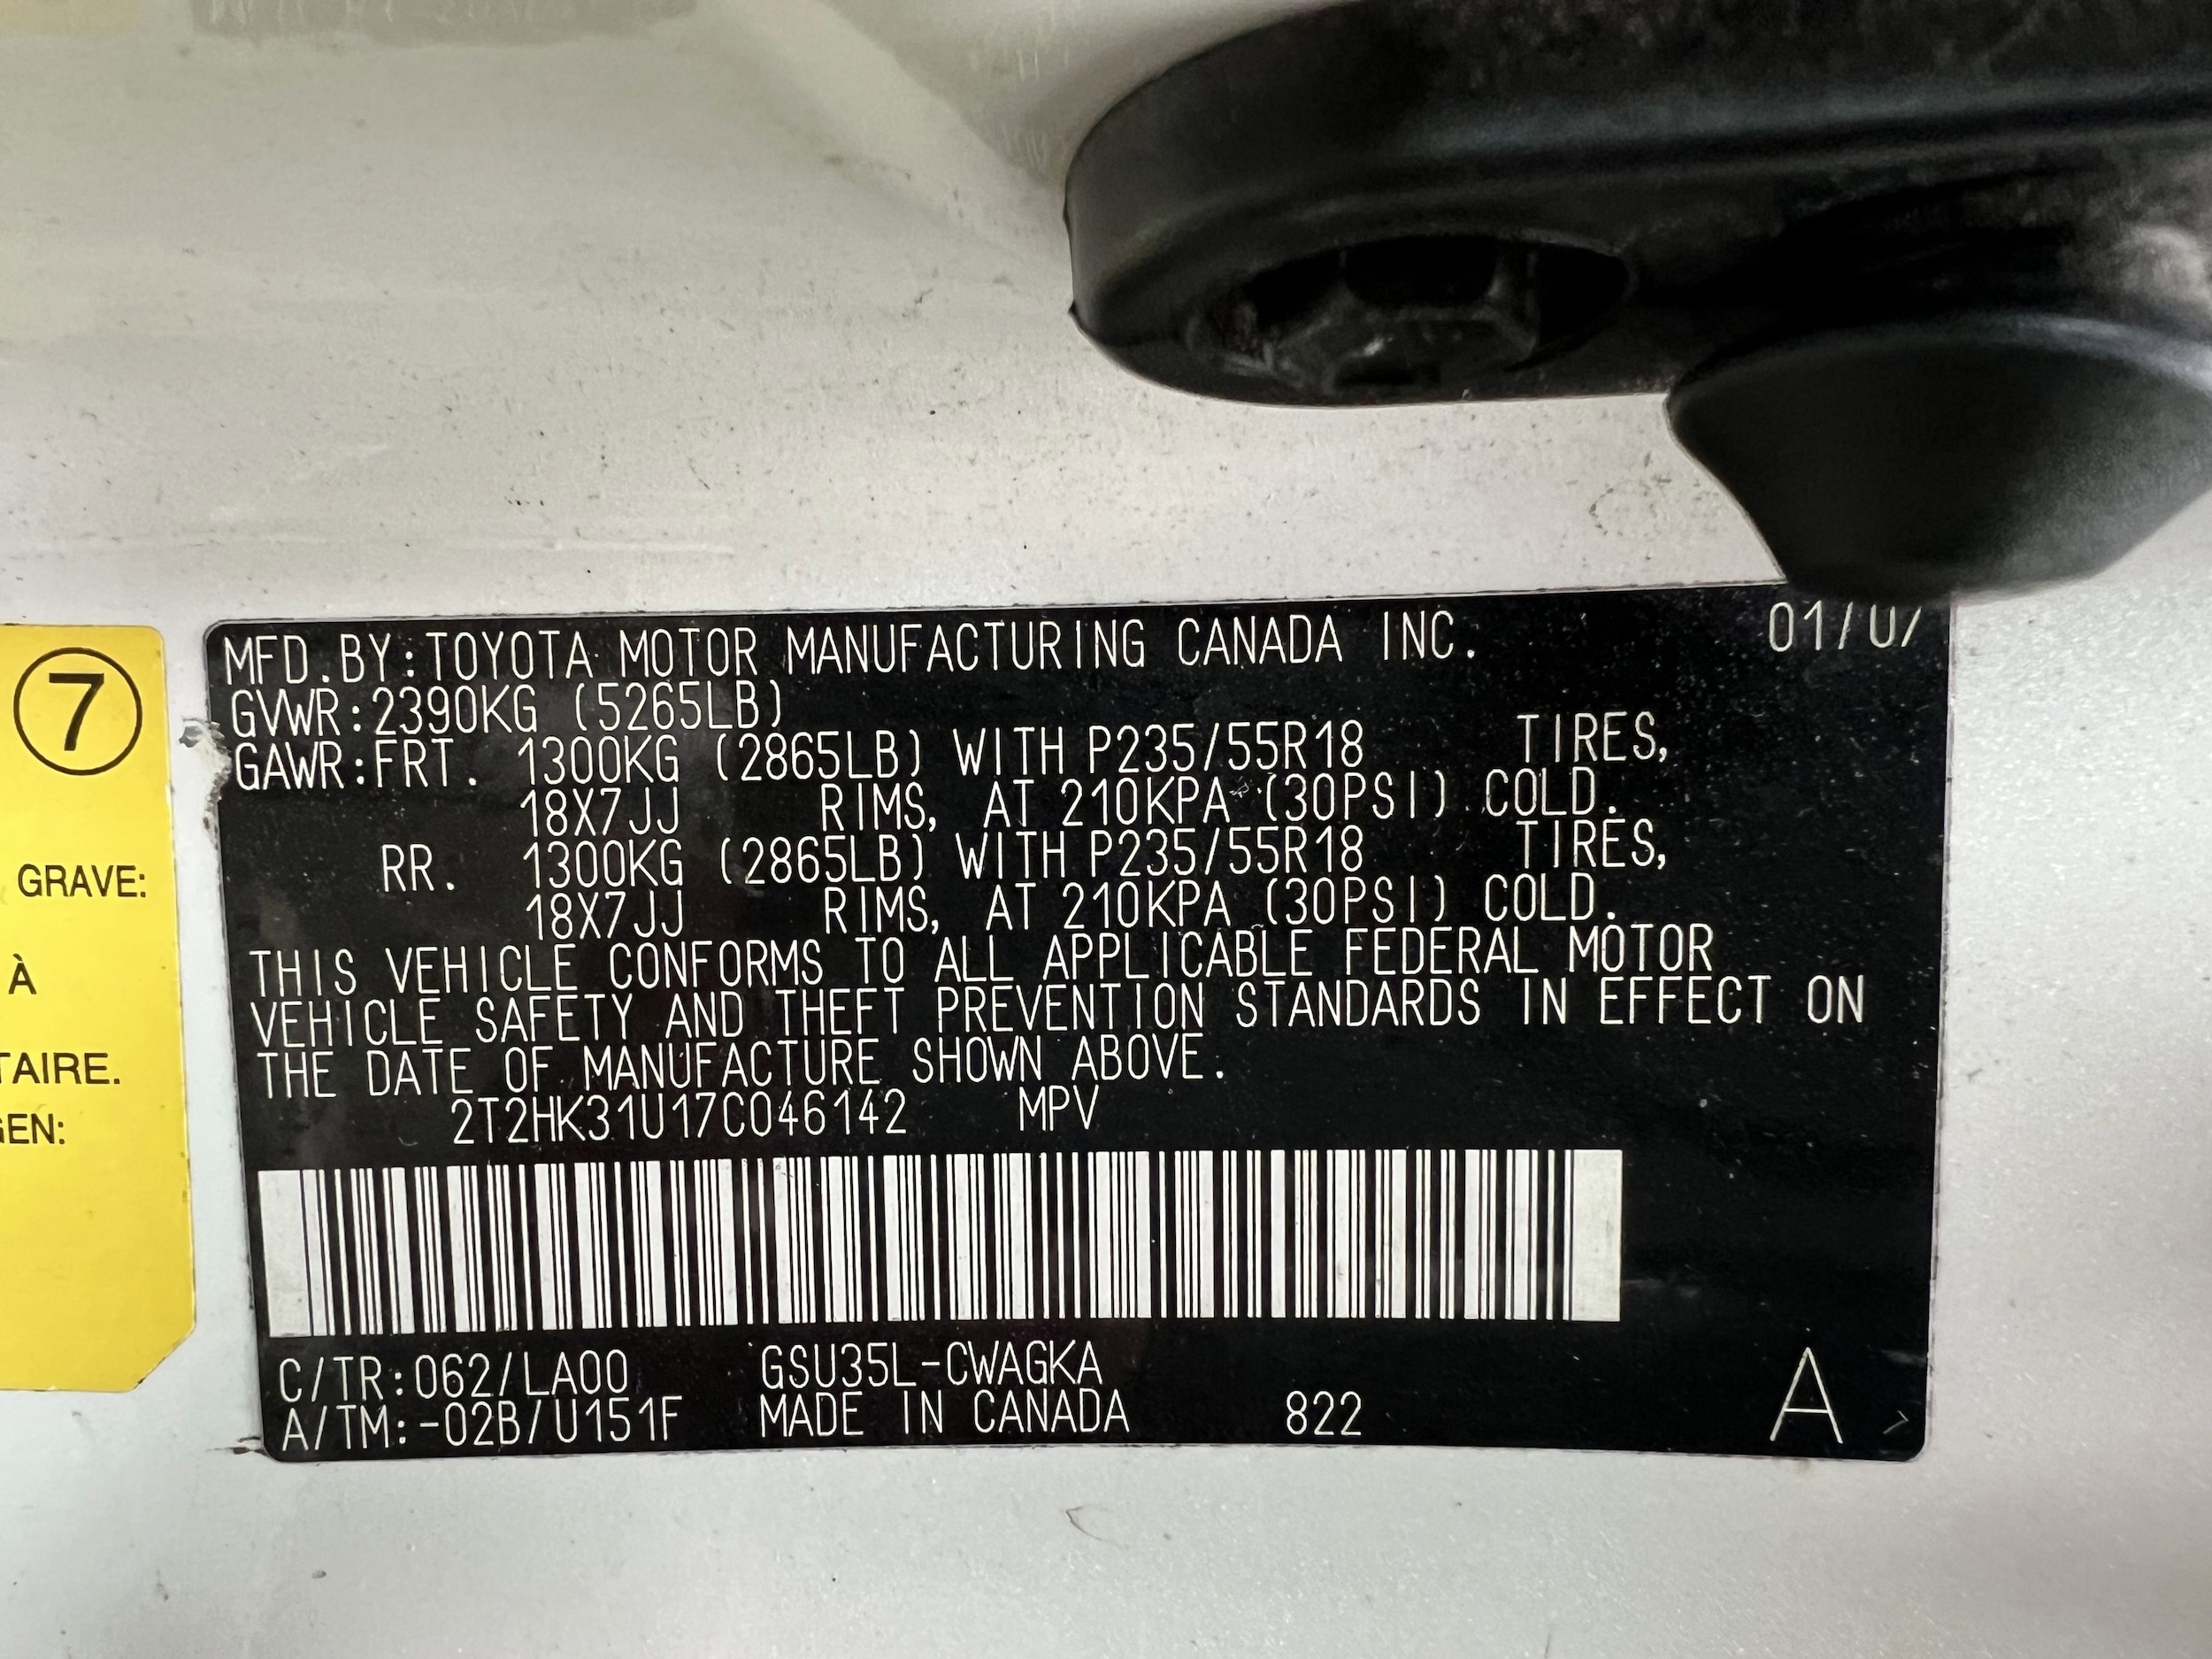 7
GRAVE:
À
TAIRE.
GEN:
MFD.BY:TOYOTA MOTOR MANUFACTURING CANADA INC. 01/07
GVWR:2390KG (5265LB)
GAWR:FRT. 1300KG (2865LB) WITH P235/55R18 TIRES,
18X7JJ RIMS, AT 210KPA (30PSI) COLD.
RR. 1300KG (2865LB) WITH P235/55R18 TIRES,
18X7JJ RIMS, AT 210KPA (30PSI) COLD.
THIS VEHICLE CONFORMS TO ALL APPLICABLE FEDERAL MOTOR
VEHICLE SAFETY AND THEFT PREVENTION STANDARDS IN EFFECT ON
THE DATE OF MANUFACTURE SHOWN ABOVE.
2T2HK31U17C046142 MPV
C/TR:062/LA00 GSU35L-CWAGKA
A/TM:-02B/U151F MADE IN CANADA 822 A